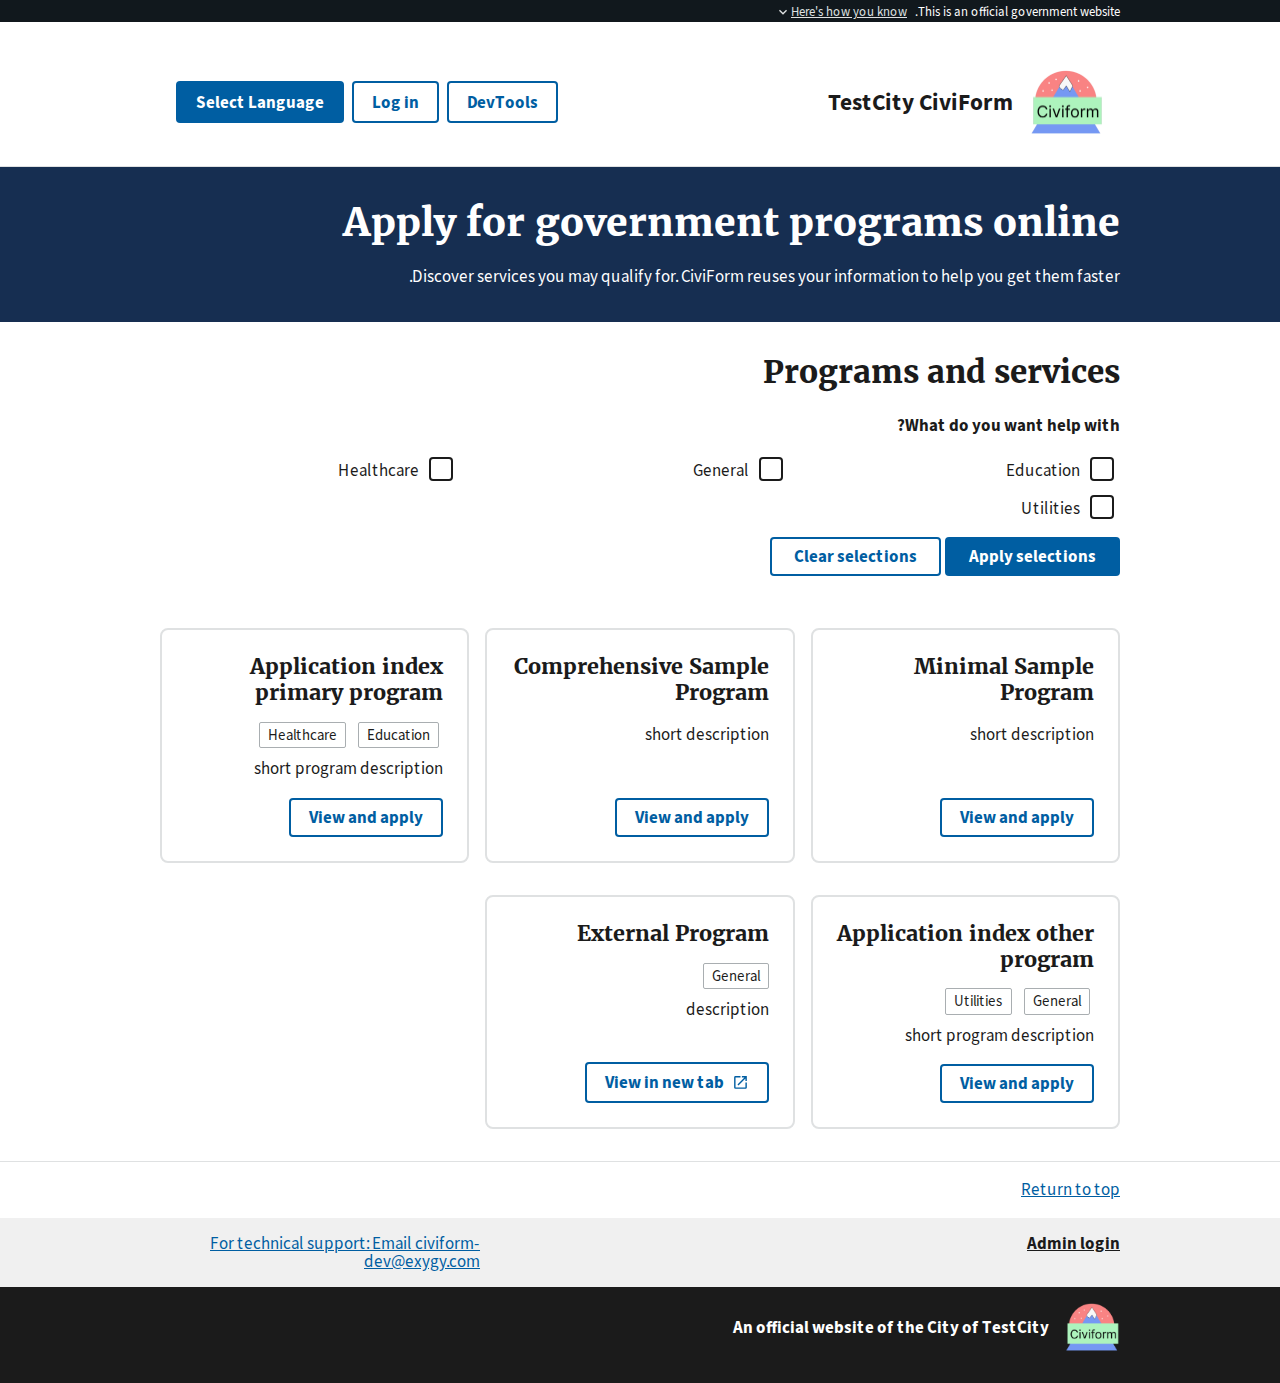 .This is an official government website
Here's how you know
Civiform
TestCity CiviForm
DevTools
Log in
Select Language
Apply for government programs online
.Discover services you may qualify for. CiviForm reuses your information to help you get them faster
Programs and services
?What do you want help with
Education
General
Healthcare
Utilities
Apply selections
Clear selections
Minimal Sample
Program
short description
View and apply
Comprehensive Sample
Program
short description
View and apply
Application index
primary program
Education
Healthcare
short program description
View and apply
Application index other
program
General
Utilities
short program description
View and apply
External Program
General
description
View in new tab
Return to top
Admin login
For technical support: Email civiform-
dev@exygy.com
Civiform
An official website of the City of TestCity